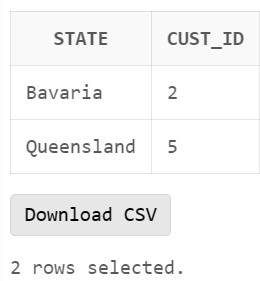 STATE CUST_ID
Bavaria 2
Queensland 5
Download CSV
2 rows selected.